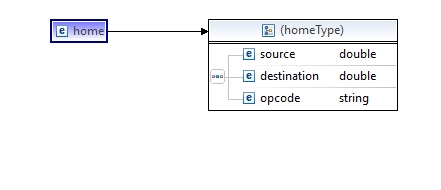 e home
(homeType)
e source double
e destination double
e opcode string